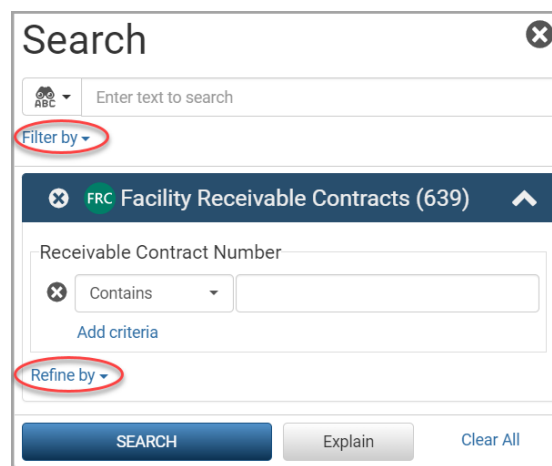 Search
ABC
Enter text to search
Filter by
FRC Facility Receivable Contracts (639)
Receivable Contract Number
Contains
Add criteria
Refine by
SEARCH Explain Clear All